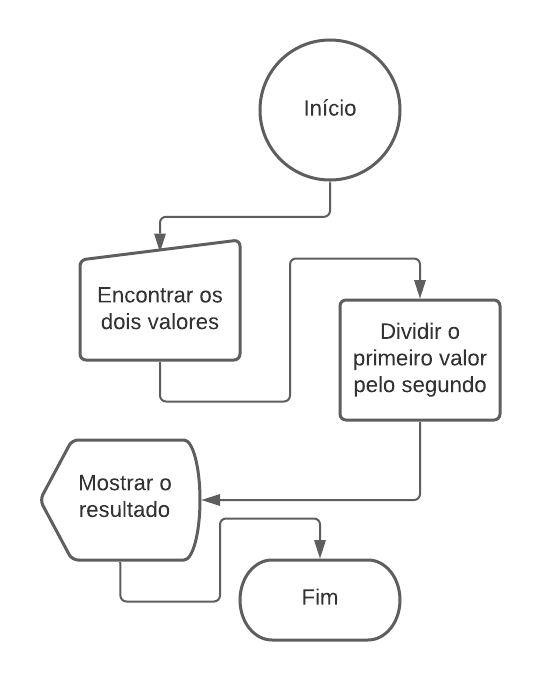 Início
Encontrar os
dois valores
Dividir o
primeiro valor
pelo segundo
Mostrar o
resultado
Fim